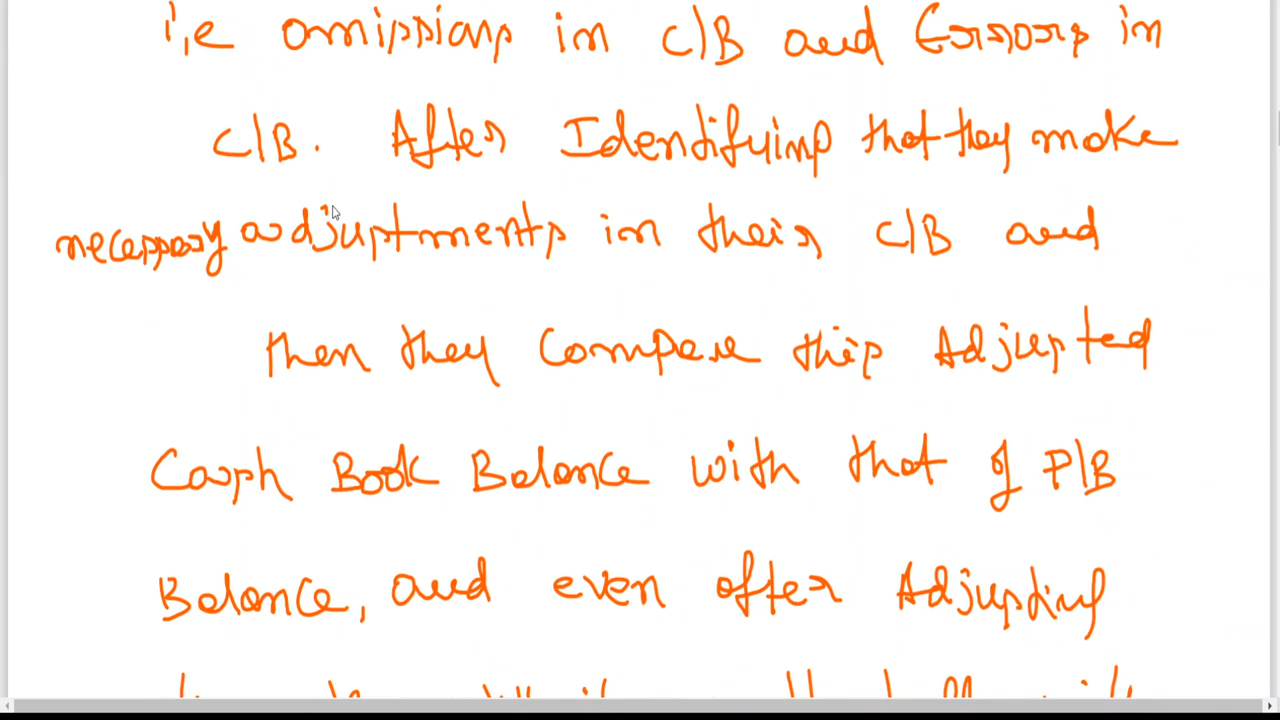 i,e omissions in C/B and Errors in
C/B. After Identifying that they make
necessary adjustments in their C/B and
then they Compare this Adjusted
Cash Book Balance with that of P/B
Balance, and even after Adjusting